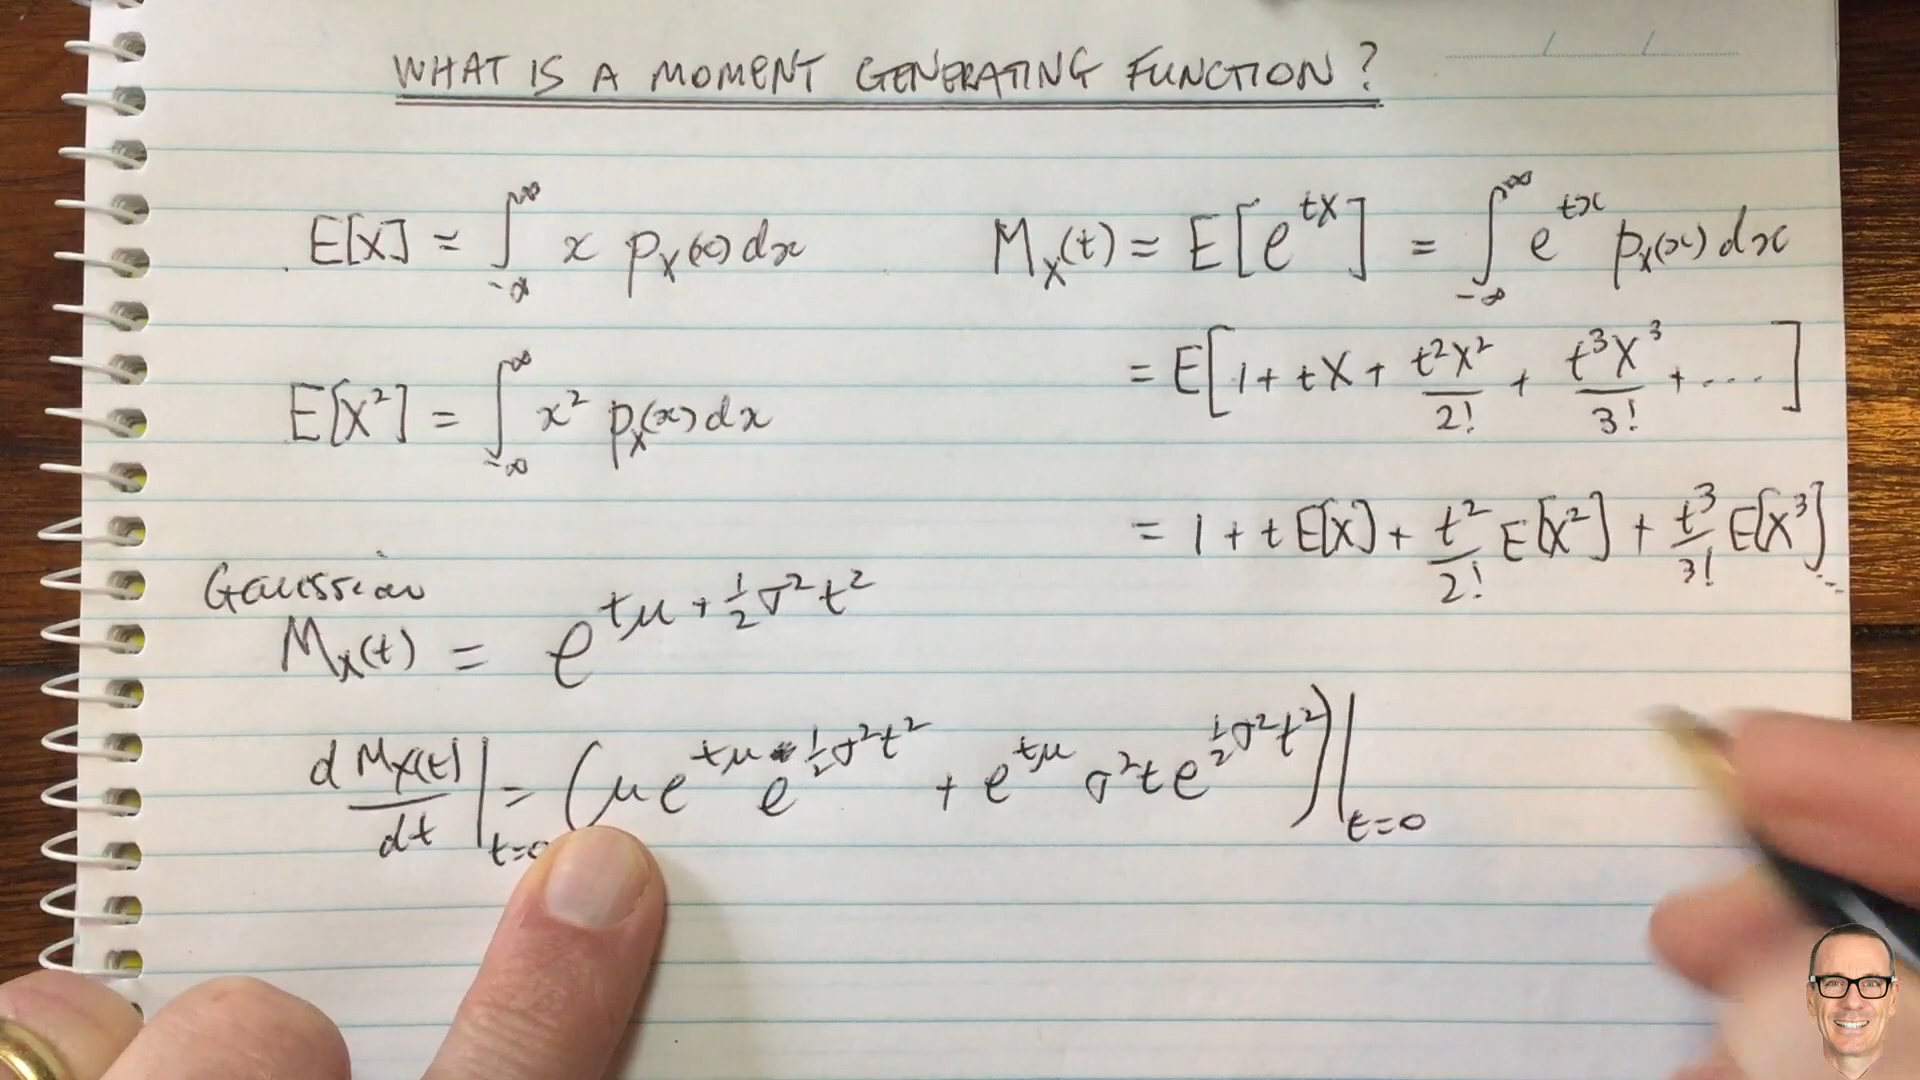 WHAT IS A MOMENT GENERATING FUNCTION?
E[X] = ∫_{-∞}^{∞} x p_X(x) dx
E[X²] = ∫_{-∞}^{∞} x² p_X(x) dx
M_X(t) = E[e^{tX}] = ∫_{-∞}^{∞} e^{tx} p_X(x) dx
= E[1 + tX + t²X²/2! + t³X³/3! + ....]
= 1 + t E[X] + t²/2! E[X²] + t³/3! E[X³] ...
Gaussian
M_X(t) = e^{tμ + ½σ²t²}
d M_X(t)/dt |_{t=0} = (μ e^{tμ} e^{½σ²t²} + e^{tμ} σ²t e^{½σ²t²}) |_{t=0}